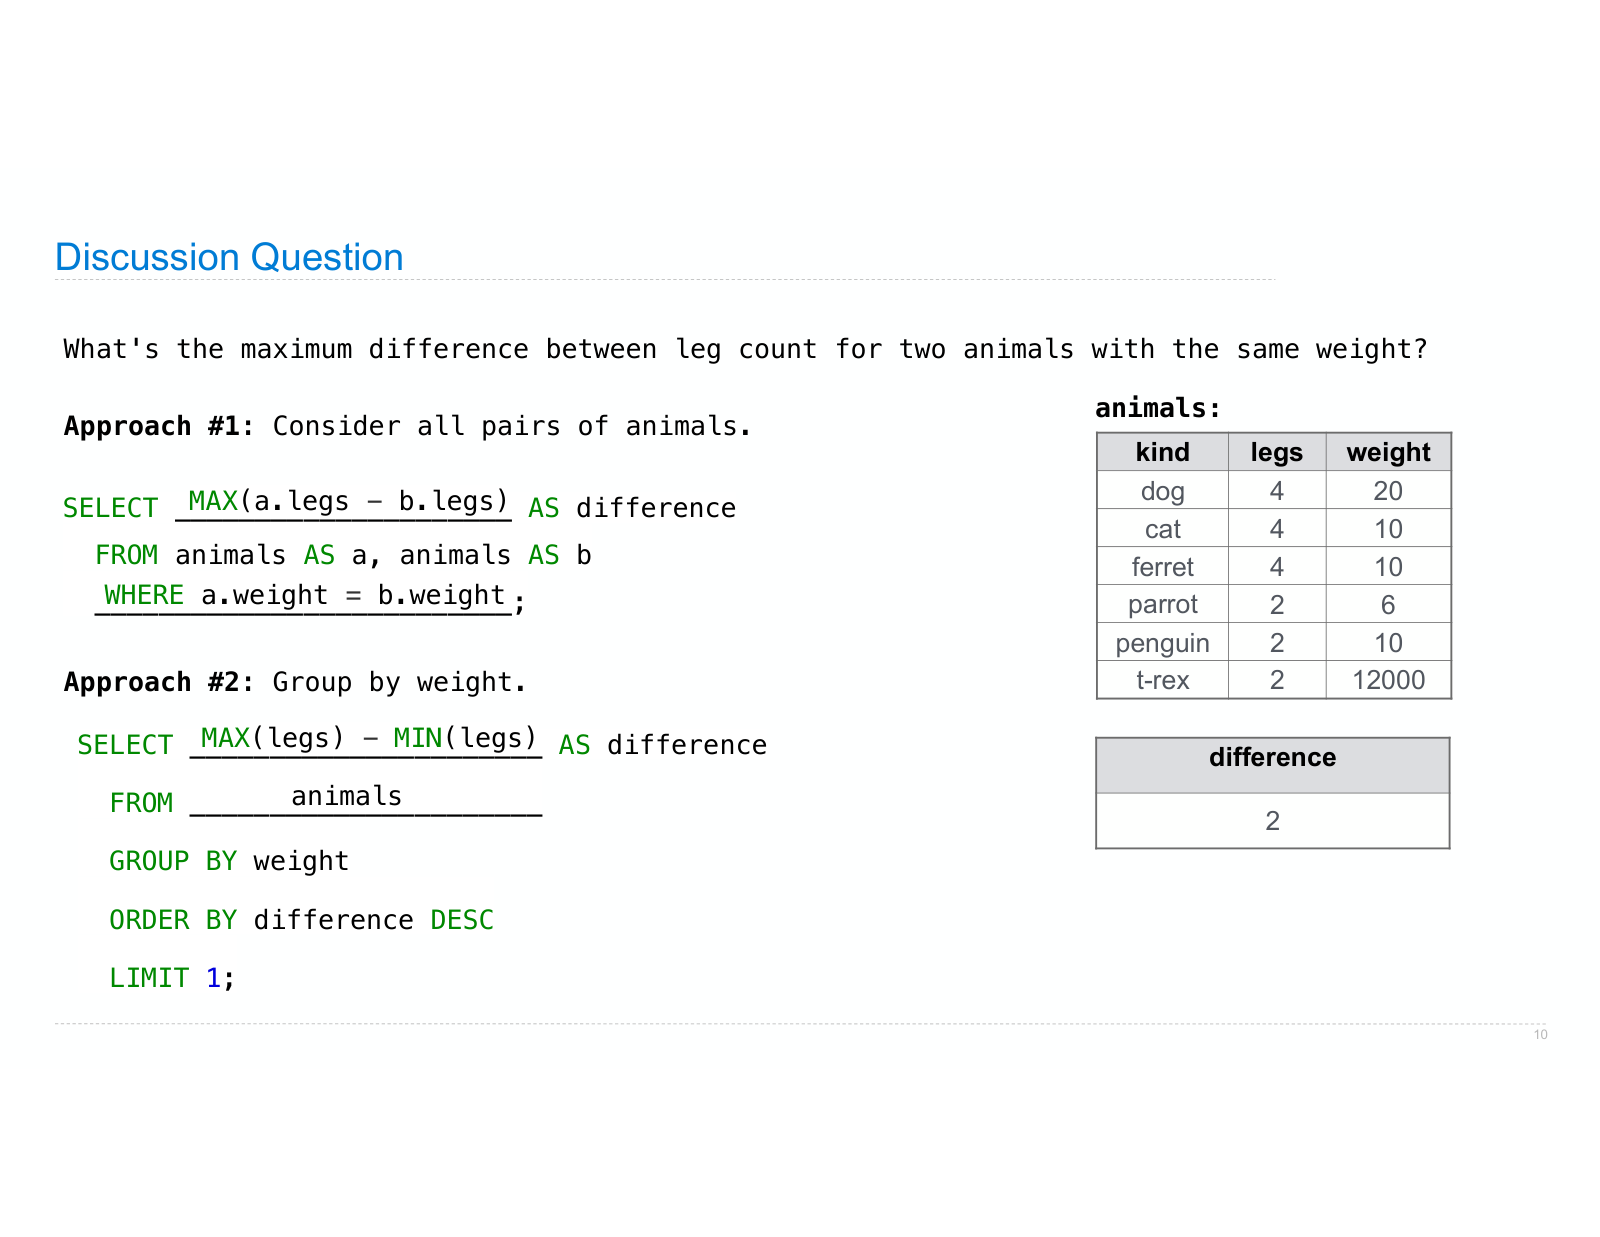 Discussion Question
What's the maximum difference between leg count for two animals with the same weight?
Approach #1: Consider all pairs of animals.
SELECT MAX(a.legs - b.legs) AS difference
FROM animals AS a, animals AS b
WHERE a.weight = b.weight;
Approach #2: Group by weight.
SELECT MAX(legs) - MIN(legs) AS difference
FROM animals
GROUP BY weight
ORDER BY difference DESC
LIMIT 1;
animals:
kind legs weight
dog 4 20
cat 4 10
ferret 4 10
parrot 2 6
penguin 2 10
t-rex 2 12000
difference
2
10